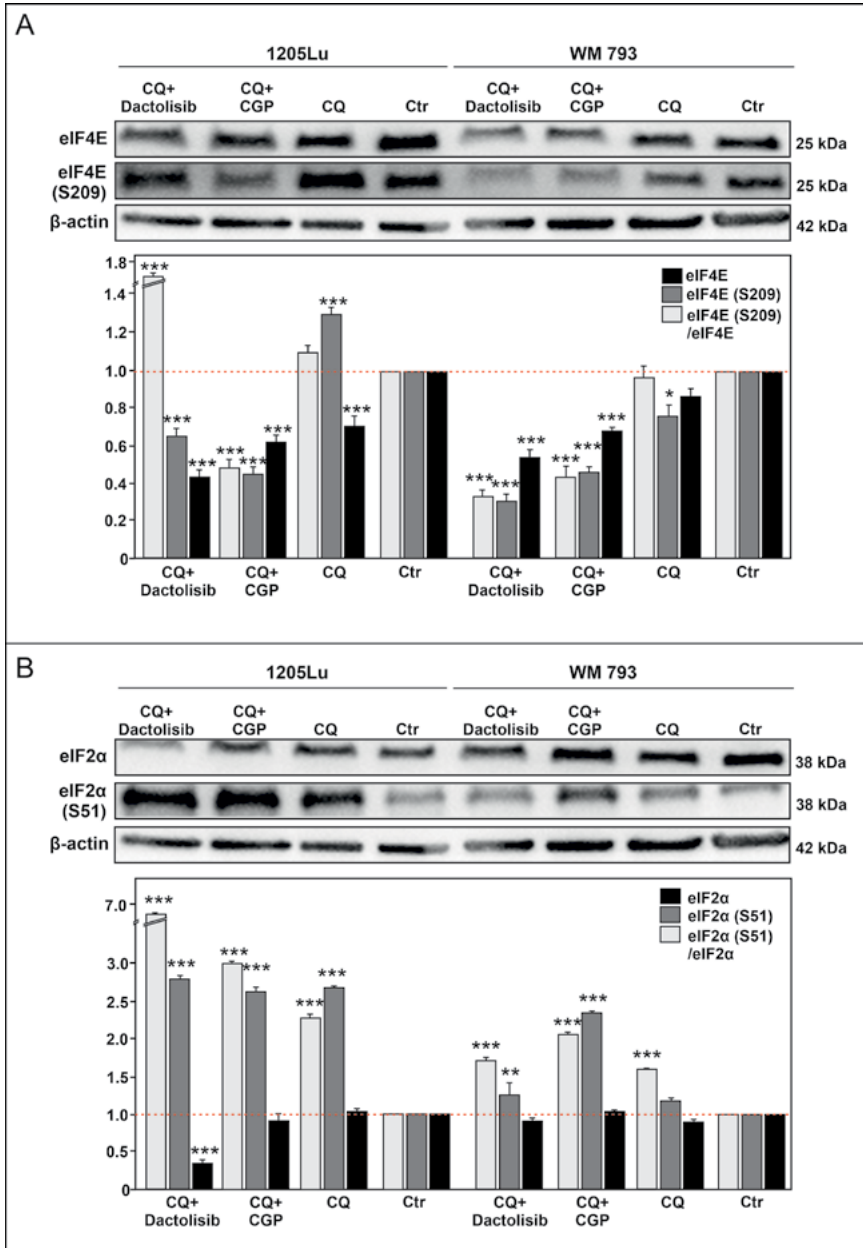 A
1205Lu WM 793
CQ+ CQ+ CQ Ctr CQ+ CQ+ CQ Ctr
Dactolisib CGP Dactolisib CGP
eIF4E 25 kDa
eIF4E
(S209) 25 kDa
β-actin 42 kDa
1.8
1.4
1.2
1.0
0.8
0.6
0.4
0.2
0
*** *** *** *** *** *** *** *** *** *** *** *** *** *** *
eIF4E
eIF4E (S209)
eIF4E (S209)
/eIF4E
CQ+ CQ+ CQ Ctr CQ+ CQ+ CQ Ctr
Dactolisib CGP Dactolisib CGP
B
1205Lu WM 793
CQ+ CQ+ CQ Ctr CQ+ CQ+ CQ Ctr
Dactolisib CGP Dactolisib CGP
eIF2α 38 kDa
eIF2α
(S51) 38 kDa
β-actin 42 kDa
7.0
3.0
2.5
2.0
1.5
1.0
0.5
0
*** *** *** *** *** *** *** *** ** *** *** ***
eIF2α
eIF2α (S51)
eIF2α (S51)
/eIF2α
CQ+ CQ+ CQ Ctr CQ+ CQ+ CQ Ctr
Dactolisib CGP Dactolisib CGP